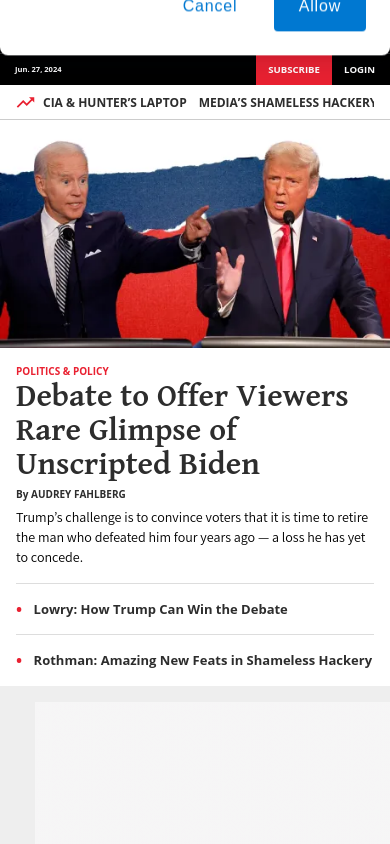 Cancel
Allow
Jun. 27, 2024
SUBSCRIBE
LOGIN
CIA & HUNTER'S LAPTOP
MEDIA'S SHAMELESS HACKERY
POLITICS & POLICY
Debate to Offer Viewers
Rare Glimpse of
Unscripted Biden
By AUDREY FAHLBERG
Trump's challenge is to convince voters that it is time to retire
the man who defeated him four years ago — a loss he has yet
to concede.
Lowry: How Trump Can Win the Debate
Rothman: Amazing New Feats in Shameless Hackery